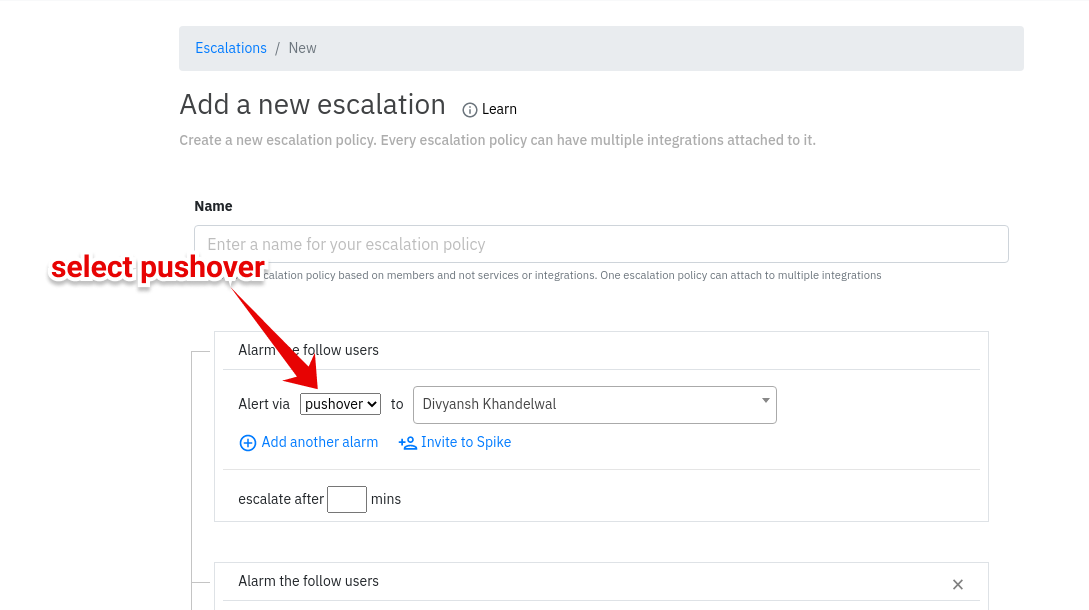 Escalations / New
Add a new escalation Learn
Create a new escalation policy. Every escalation policy can have multiple integrations attached to it.
Name
Enter a name for your escalation policy
select pushover
calation policy based on members and not services or integrations. One escalation policy can attach to multiple integrations
Alarm the follow users
Alert via pushover to Divyansh Khandelwal
Add another alarm Invite to Spike
escalate after mins
Alarm the follow users